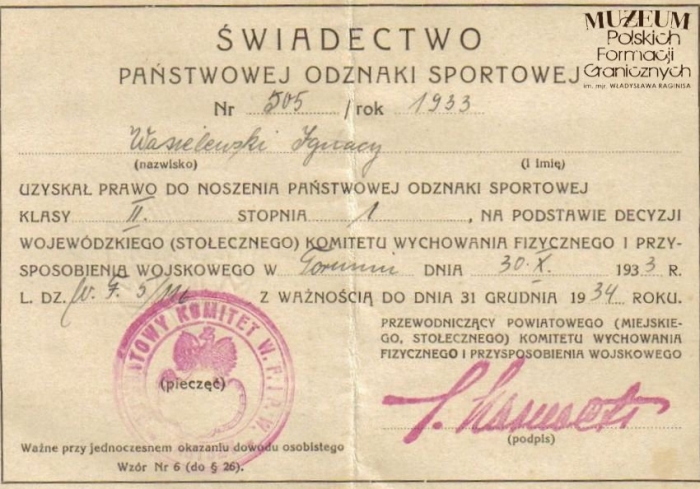 MUZEUM
Polskich
Formacji
Granicznych
im. mjr. WŁADYSŁAWA RAGINISA
ŚWIADECTWO
PAŃSTWOWEJ ODZNAKI SPORTOWEJ
Nr 505 / rok 1933
Wasielewski Ignacy
(nazwisko) (i imię)
UZYSKAŁ PRAWO DO NOSZENIA PAŃSTWOWEJ ODZNAKI SPORTOWEJ
KLASY II. STOPNIA 1, NA PODSTAWIE DECYZJI
WOJEWÓDZKIEGO (STOŁECZNEGO) KOMITETU WYCHOWANIA FIZYCZNEGO I PRZY-
SPOSOBIENIA WOJSKOWEGO W Toruniu DNIA 30.X. 1933 R.
L. DZ. W. F. 5/III Z WAŻNOŚCIĄ DO DNIA 31 GRUDNIA 1934 ROKU.
PRZEWODNICZĄCY POWIATOWEGO (MIEJSKIE-
GO, STOŁECZNEGO) KOMITETU WYCHOWANIA
FIZYCZNEGO I PRZYSPOSOBIENIA WOJSKOWEGO
KOMITET W. F. I P. W.
(pieczęć)
(podpis)
Ważne przy jednoczesnem okazaniu dowodu osobistego
Wzór Nr 6 (do § 26).